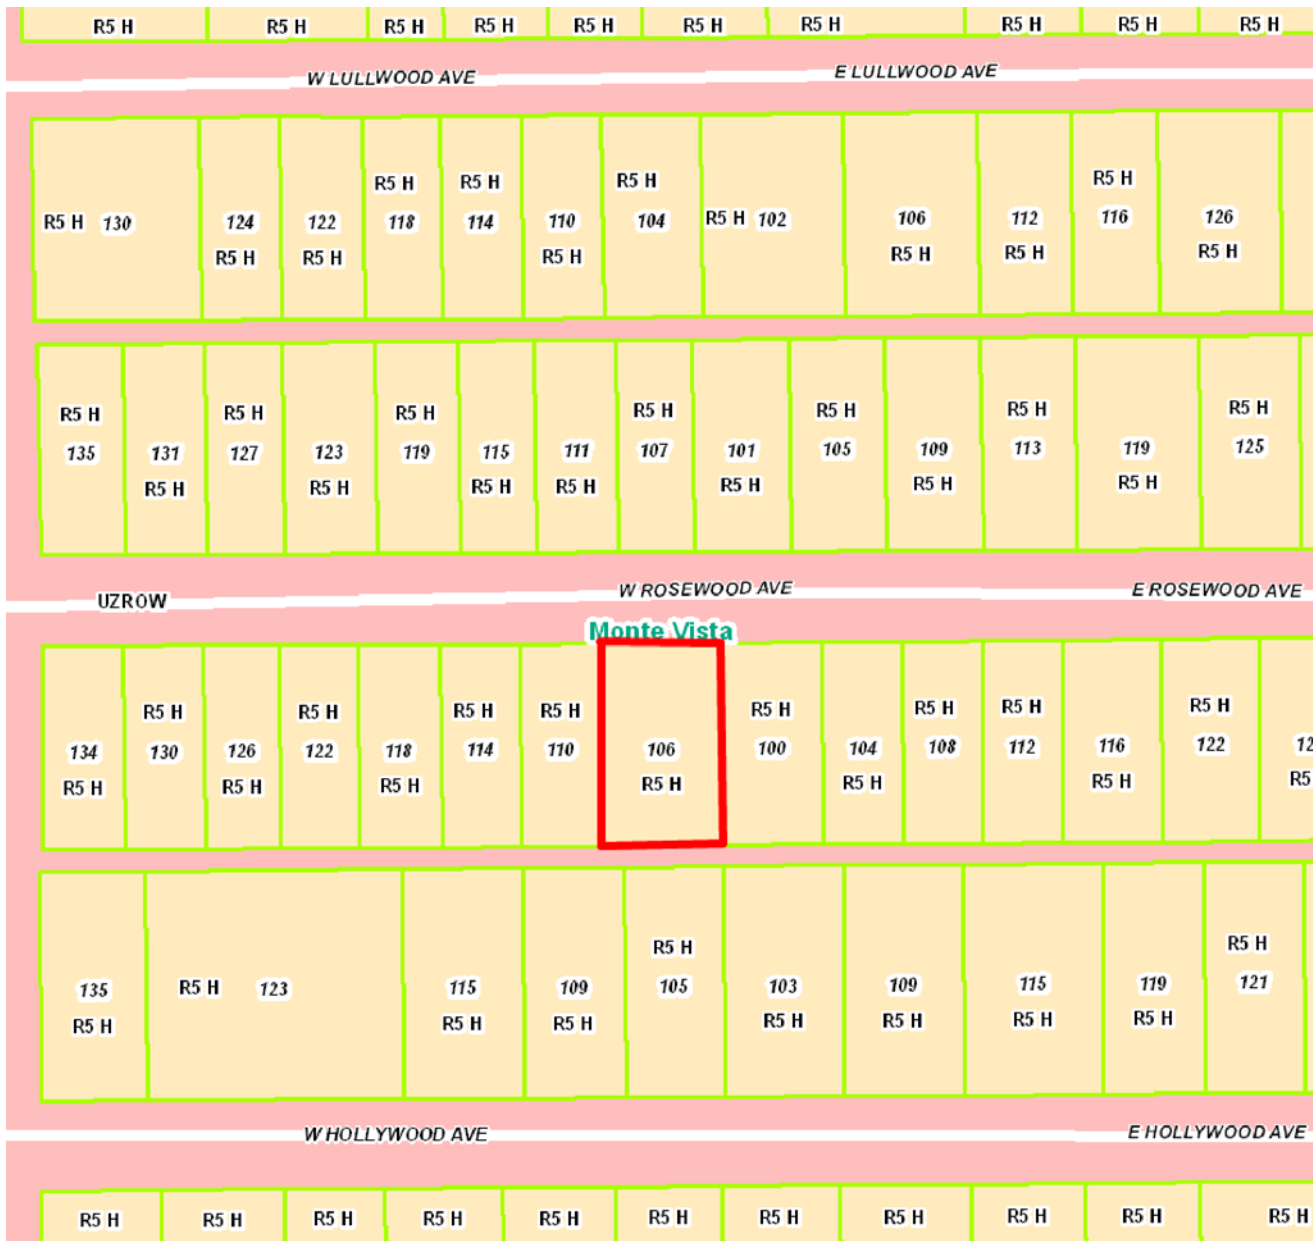 R5 H R5 H R5 H R5 H R5 H R5 H R5 H R5 H R5 H R5 H
W LULLWOOD AVE E LULLWOOD AVE
R5 H R5 H R5 H R5 H
R5 H 130 124 122 118 114 110 104 R5 H 102 106 112 116 126
R5 H R5 H R5 H R5 H R5 H R5 H
R5 H R5 H R5 H R5 H R5 H R5 H R5 H
135 131 127 123 119 115 111 107 101 105 109 113 119 125
R5 H R5 H R5 H R5 H R5 H R5 H R5 H
UZROW W ROSEWOOD AVE E ROSEWOOD AVE
Monte Vista
R5 H R5 H R5 H R5 H R5 H R5 H R5 H R5 H
134 130 126 122 118 114 110 106 100 104 108 112 116 122 12
R5 H R5 H R5 H R5 H R5 H R5 H R5
R5 H R5 H
135 R5 H 123 115 109 105 103 109 115 119 121
R5 H R5 H R5 H R5 H R5 H R5 H R5 H
W HOLLYWOOD AVE E HOLLYWOOD AVE
R5 H R5 H R5 H R5 H R5 H R5 H R5 H R5 H R5 H R5 H R5 H